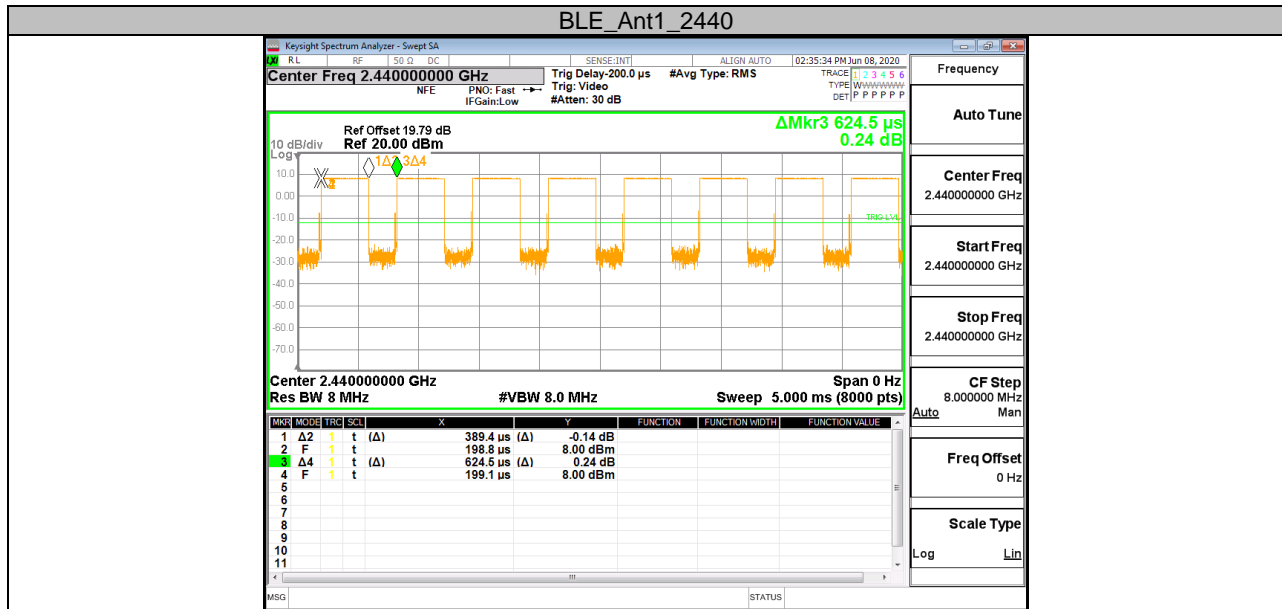 BLE_Ant1_2440
Keysight Spectrum Analyzer - Swept SA
LXI RL RF 50 Ω DC SENSE:INT ALIGN AUTO 02:35:34 PM Jun 08, 2020
Center Freq 2.440000000 GHz
NFE
PNO: Fast
IFGain:Low
Trig Delay-200.0 µs
Trig: Video
#Atten: 30 dB
#Avg Type: RMS
TRACE 1 2 3 4 5 6
TYPE WWWWWW
DET P P P P P P
ΔMkr3 624.5 µs
0.24 dB
Ref Offset 19.79 dB
10 dB/div Ref 20.00 dBm
Log
1Δ2 3Δ4
10.0
0.00
-10.0
TRIG LVL
-20.0
-30.0
-40.0
-50.0
-60.0
-70.0
Center 2.440000000 GHz Span 0 Hz
Res BW 8 MHz #VBW 8.0 MHz Sweep 5.000 ms (8000 pts)
MKR MODE TRC SCL X Y FUNCTION FUNCTION WIDTH FUNCTION VALUE
1 Δ2 1 t (Δ) 389.4 µs (Δ) -0.14 dB
2 F 1 t 198.8 µs 8.00 dBm
3 Δ4 1 t (Δ) 624.5 µs (Δ) 0.24 dB
4 F 1 t 199.1 µs 8.00 dBm
5
6
7
8
9
10
11
MSG STATUS
Frequency
Auto Tune
Center Freq
2.440000000 GHz
Start Freq
2.440000000 GHz
Stop Freq
2.440000000 GHz
CF Step
8.000000 MHz
Auto Man
Freq Offset
0 Hz
Scale Type
Log Lin